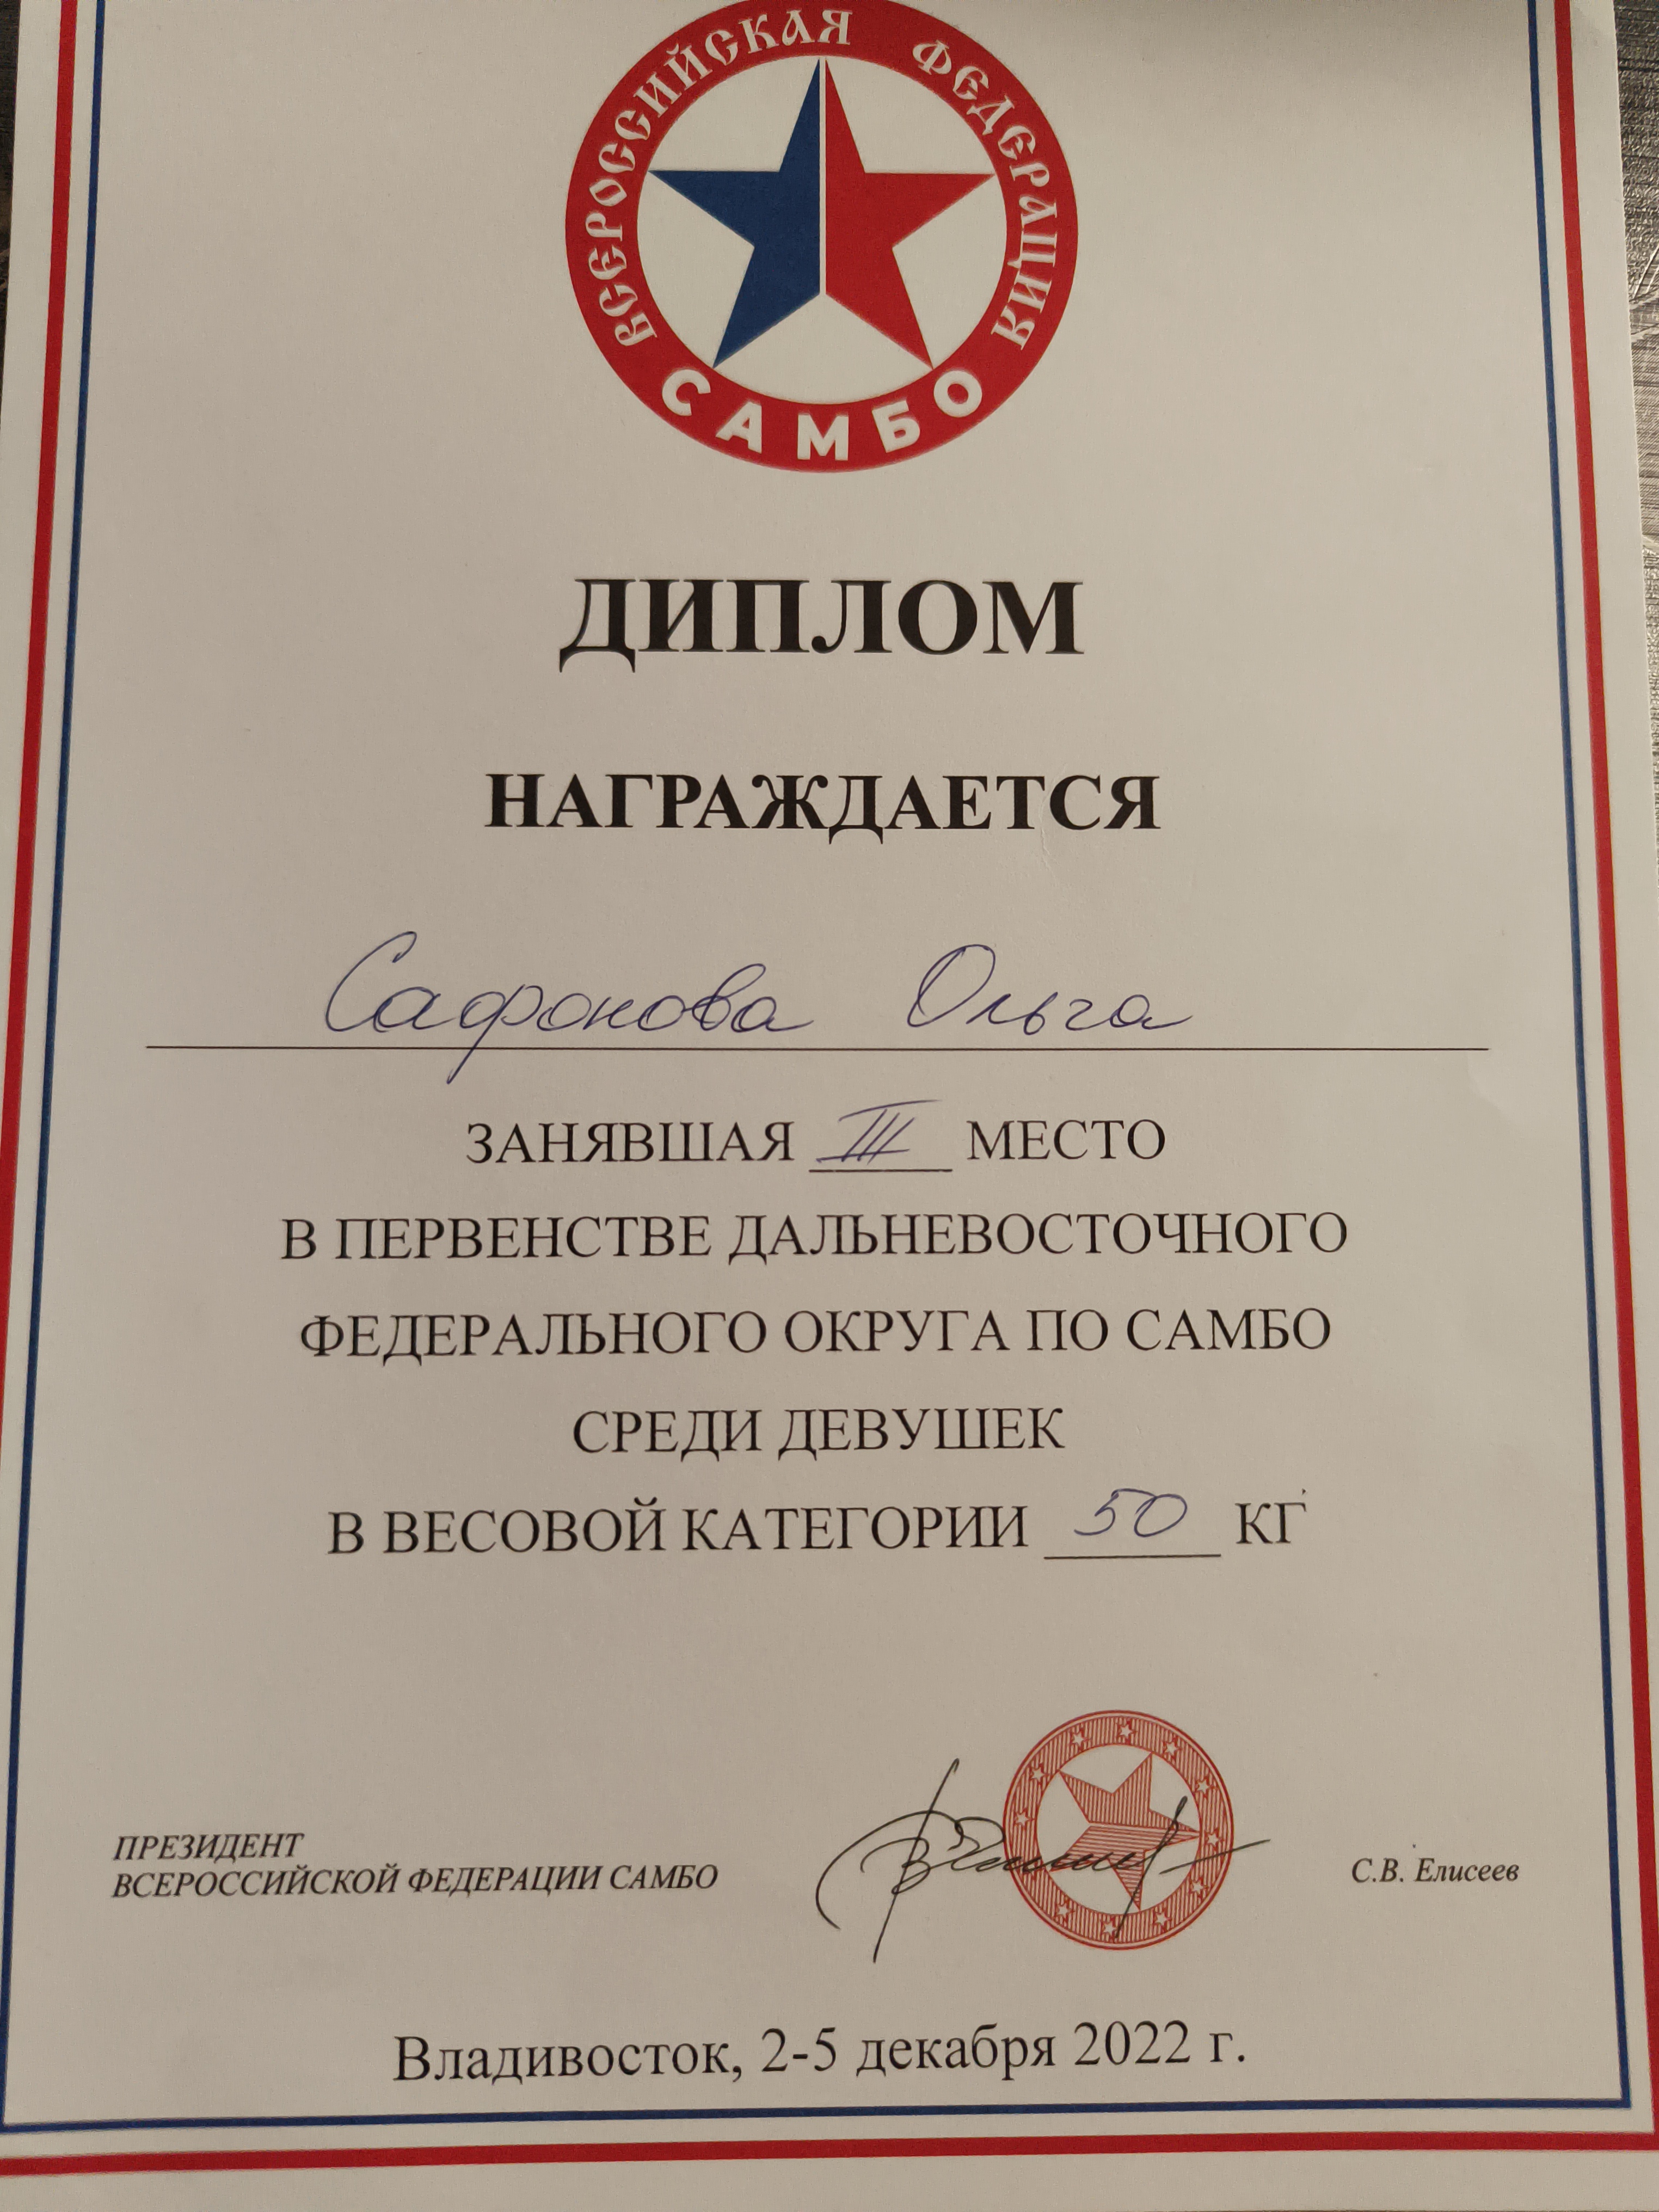 ВСЕРОССИЙСКАЯ ФЕДЕРАЦИЯ
САМБО
ДИПЛОМ
НАГРАЖДАЕТСЯ
Сафонова Ольга
ЗАНЯВШАЯ III МЕСТО
В ПЕРВЕНСТВЕ ДАЛЬНЕВОСТОЧНОГО
ФЕДЕРАЛЬНОГО ОКРУГА ПО САМБО
СРЕДИ ДЕВУШЕК
В ВЕСОВОЙ КАТЕГОРИИ 50 КГ
ПРЕЗИДЕНТ
ВСЕРОССИЙСКОЙ ФЕДЕРАЦИИ САМБО
С.В. Елисеев
Владивосток, 2-5 декабря 2022 г.